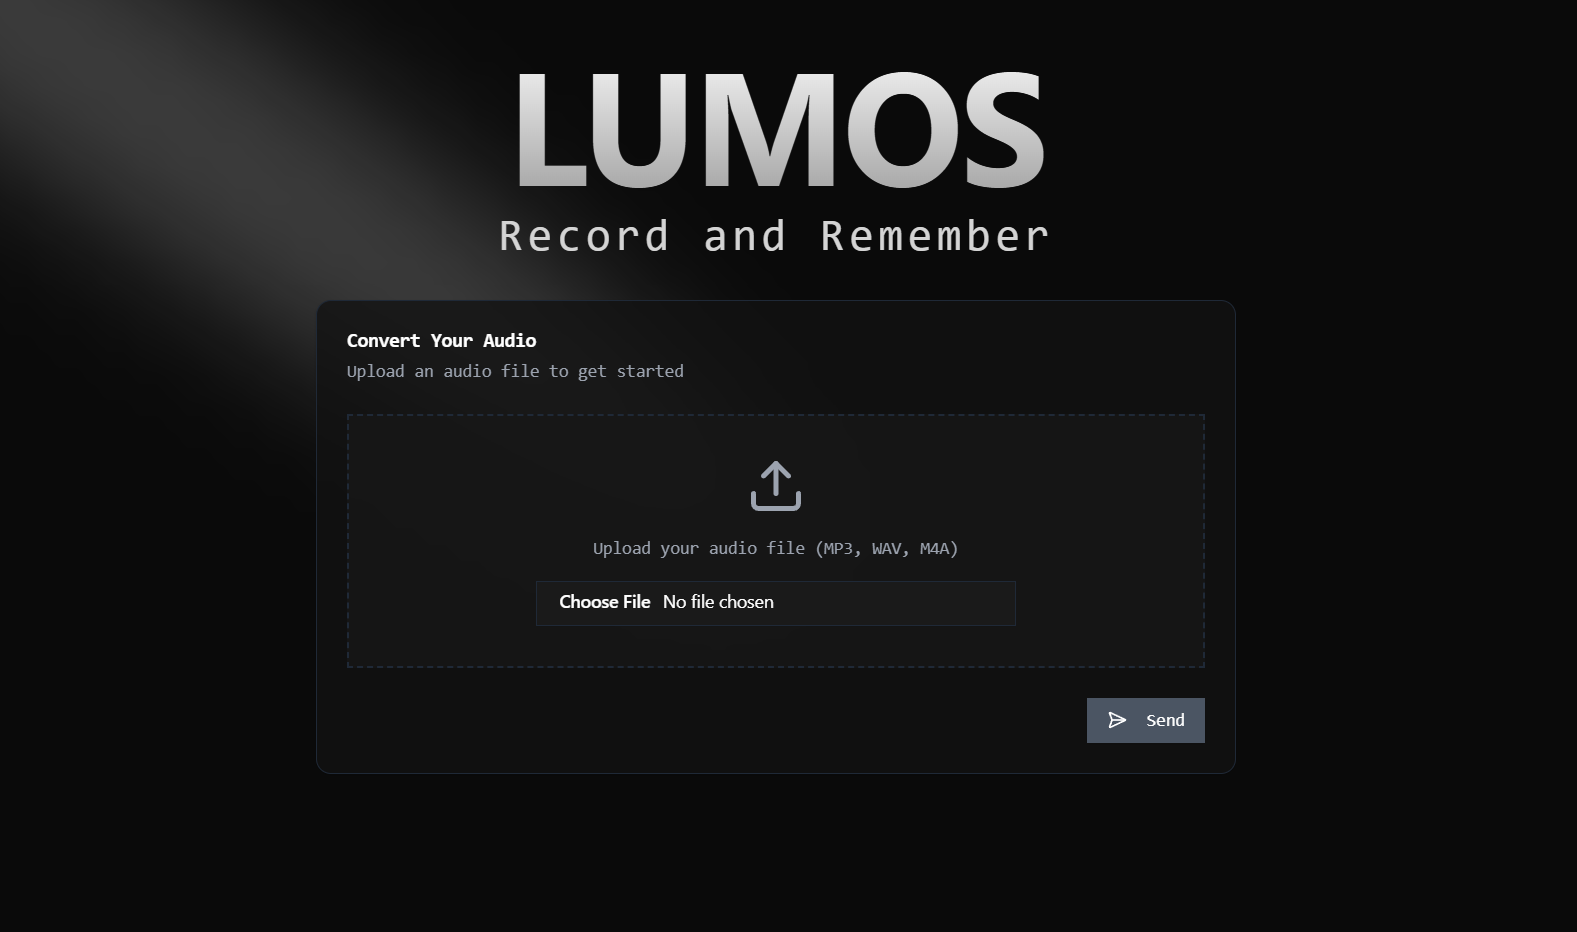 LUMOS
Record and Remember
Convert Your Audio
Upload an audio file to get started
Upload your audio file (MP3, WAV, M4A)
Choose File No file chosen
Send